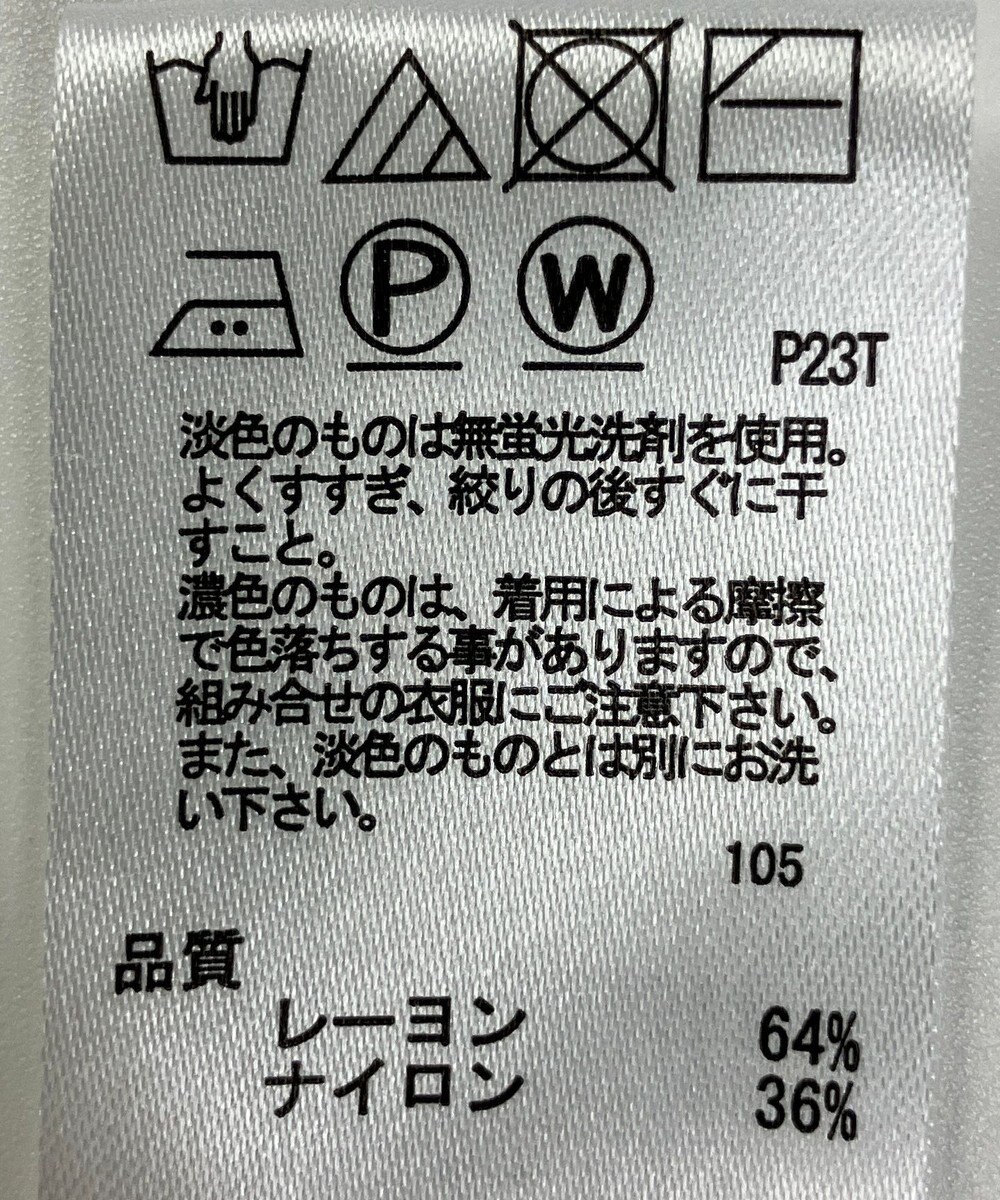 P
W
P23T
淡色のものは無蛍光洗剤を使用。
よくすすぎ、絞りの後すぐに干
すこと。
濃色のものは、着用による摩擦
で色落ちする事がありますので、
組み合せの衣服にご注意下さい。
また、淡色のものとは別にお洗
い下さい。
105
品質
レーヨン 64%
ナイロン 36%